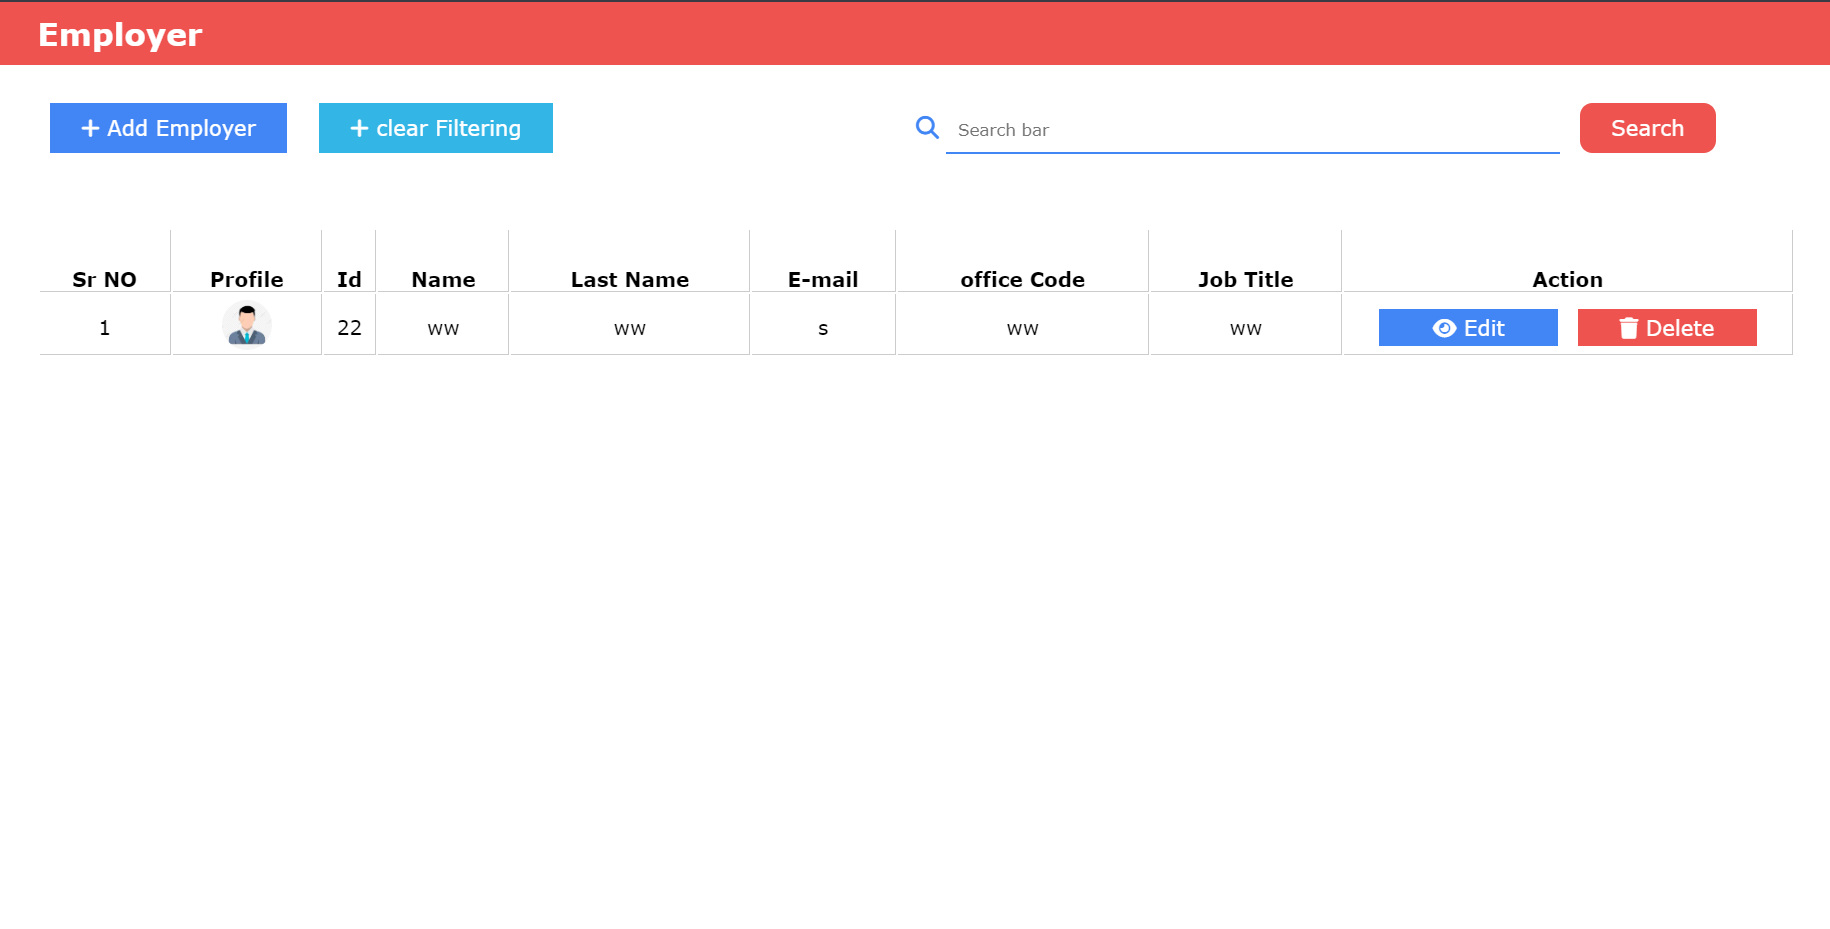 Employer
Add Employer clear Filtering Search bar Search
Sr NO Profile Id Name Last Name E-mail office Code Job Title Action
1 22 ww ww s ww ww Edit Delete